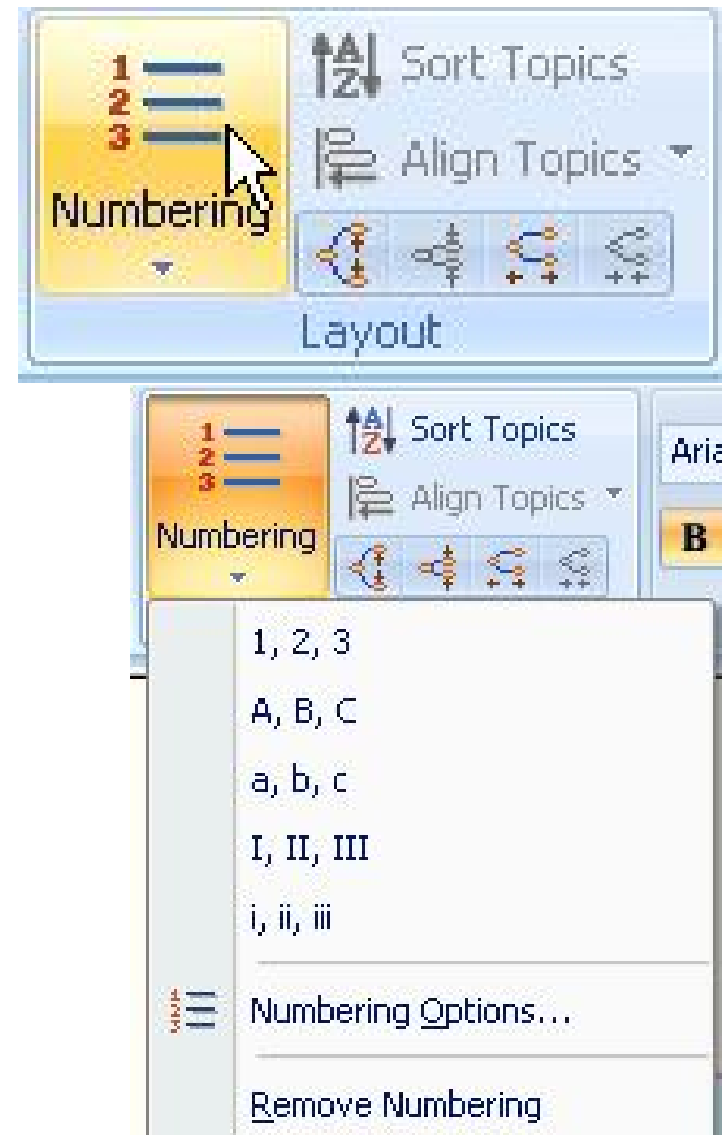 1
2
3
Numbering
A
Z
Sort Topics
Align Topics
Layout
1
2
3
Numbering
A
Z
Sort Topics
Align Topics
Aria
B
1, 2, 3
A, B, C
a, b, c
I, II, III
i, ii, iii
Numbering Options...
Remove Numbering